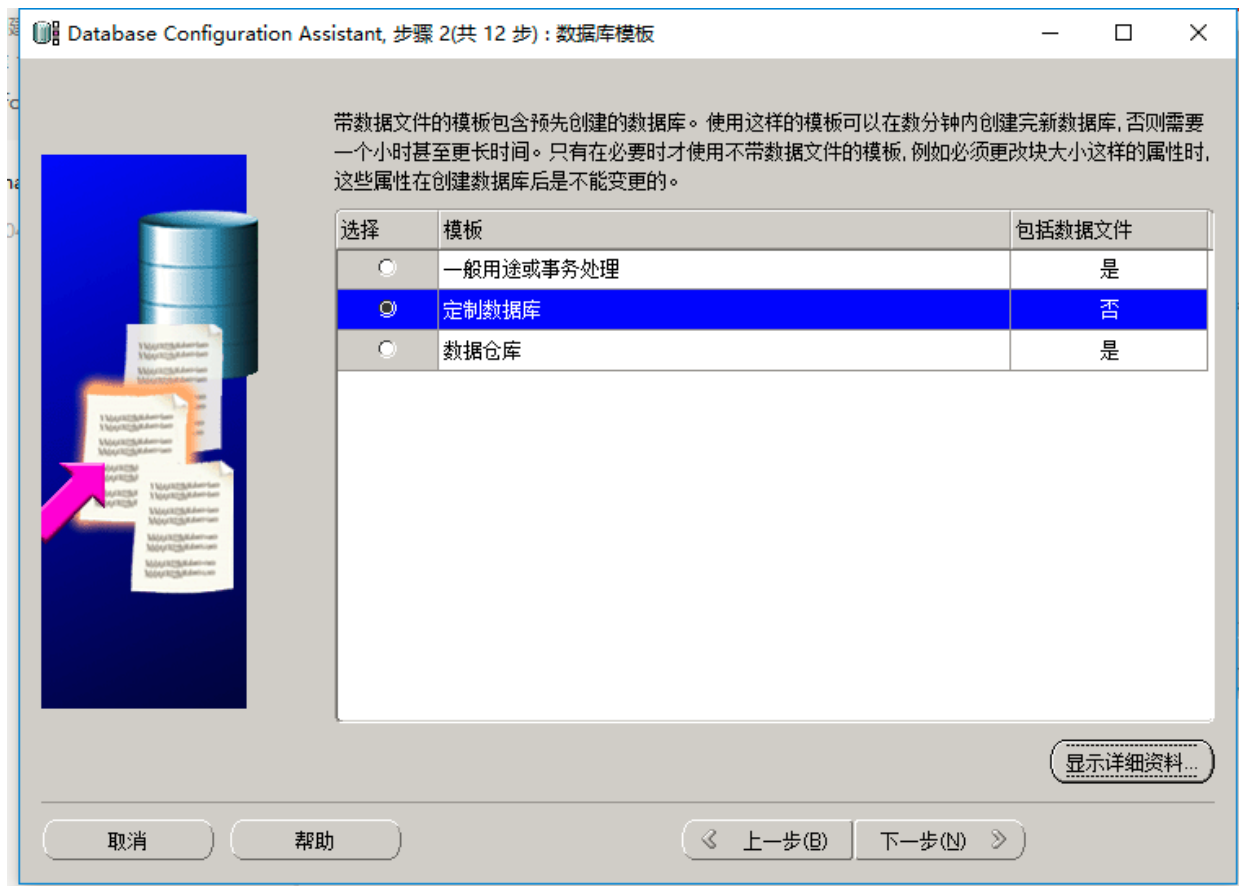 Database Configuration Assistant, 步骤 2(共 12 步) : 数据库模板
带数据文件的模板包含预先创建的数据库。使用这样的模板可以在数分钟内创建完新数据库, 否则需要
一个小时甚至更长时间。只有在必要时才使用不带数据文件的模板, 例如必须更改块大小这样的属性时,
这些属性在创建数据库后是不能变更的。
选择 模板 包括数据文件
一般用途或事务处理 是
定制数据库 否
数据仓库 是
显示详细资料...
取消 帮助 上一步(B) 下一步(N)